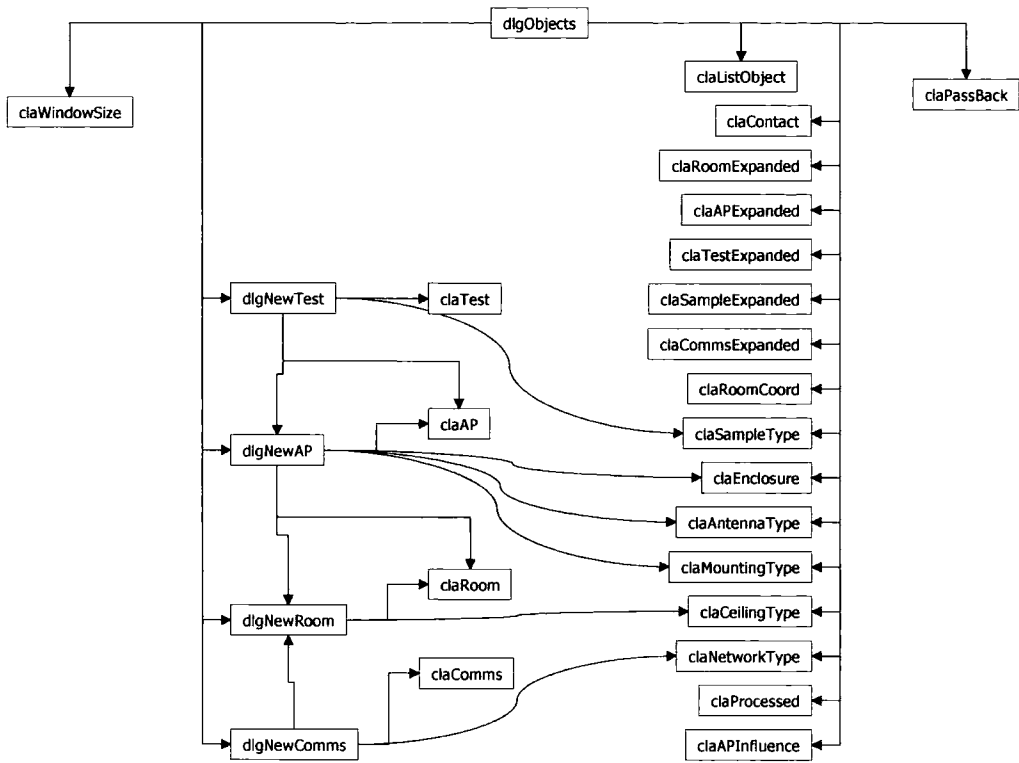 dlgObjects
claListObject
claPassBack
claWindowSize
claContact
claRoomExpanded
claAPExpanded
claTestExpanded
dlgNewTest
claTest
claSampleExpanded
claCommsExpanded
claRoomCoord
claAP
claSampleType
dlgNewAP
claEnclosure
claAntennaType
claMountingType
claRoom
claCeilingType
dlgNewRoom
claNetworkType
claComms
claProcessed
dlgNewComms
claAPInfluence